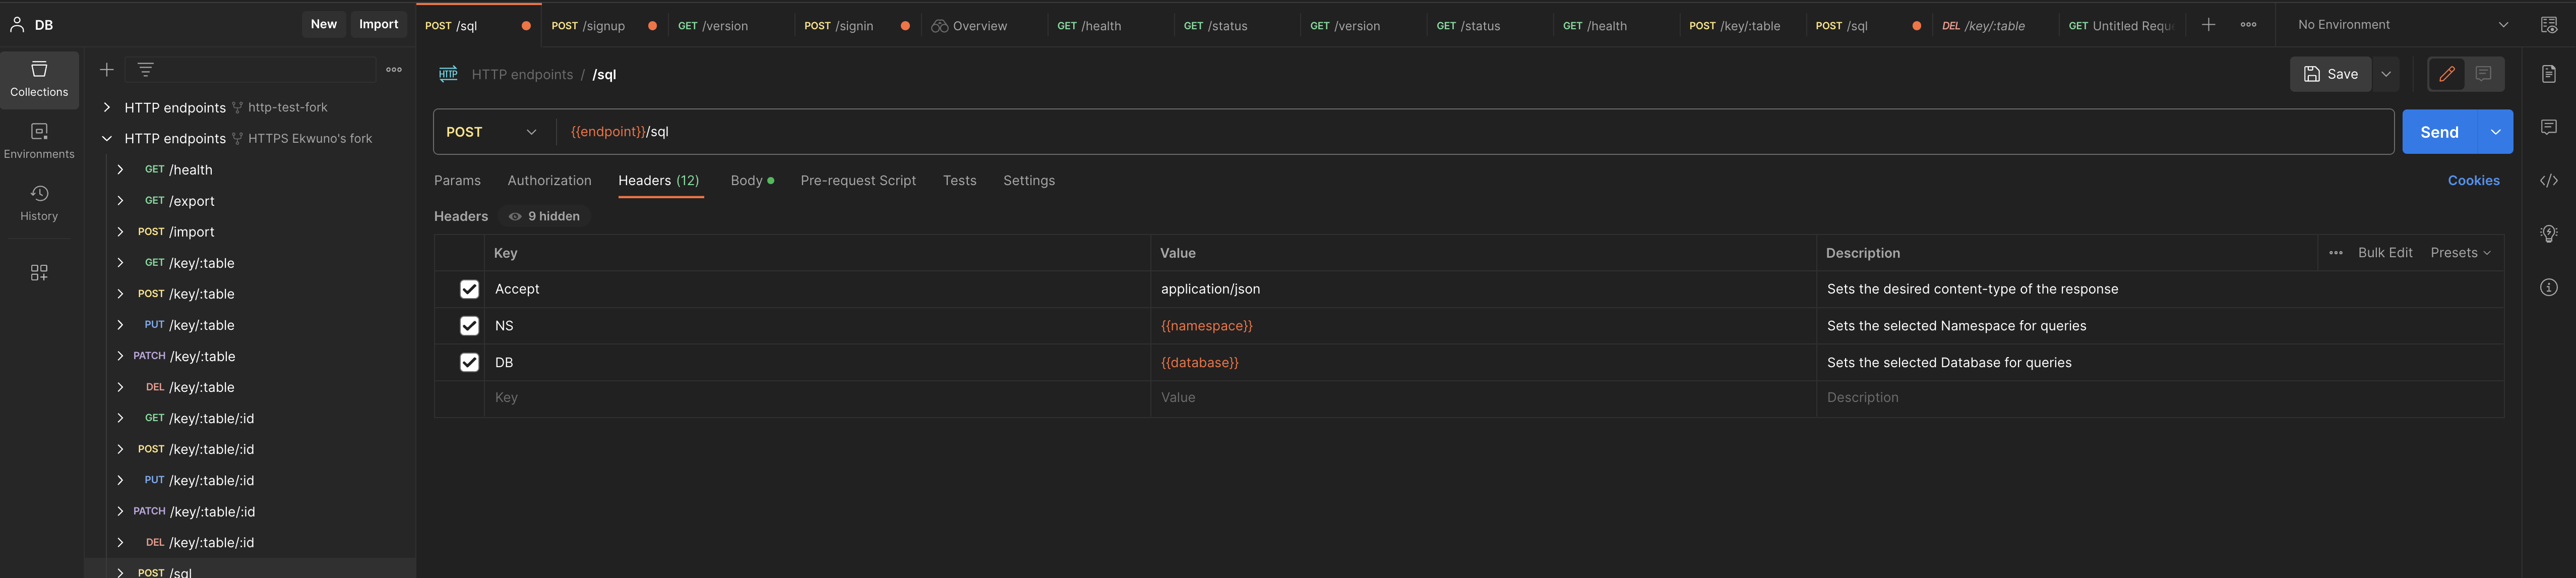 DB New Import POST /sql POST /signup GET /version POST /signin Overview GET /health GET /status GET /version GET /status GET /health POST /key/:table POST /sql DEL /key/:table GET Untitled Requ No Environment
Collections
Environments
History
HTTP endpoints http-test-fork
HTTP endpoints HTTPS Ekwuno's fork
GET /health
GET /export
POST /import
GET /key/:table
POST /key/:table
PUT /key/:table
PATCH /key/:table
DEL /key/:table
GET /key/:table/:id
POST /key/:table/:id
PUT /key/:table/:id
PATCH /key/:table/:id
DEL /key/:table/:id
POST /sql
HTTP HTTP endpoints / /sql Save
POST {{endpoint}}/sql Send
Params Authorization Headers (12) Body Pre-request Script Tests Settings Cookies
Headers 9 hidden
Key Value Description Bulk Edit Presets
Accept application/json Sets the desired content-type of the response
NS {{namespace}} Sets the selected Namespace for queries
DB {{database}} Sets the selected Database for queries
Key Value Description